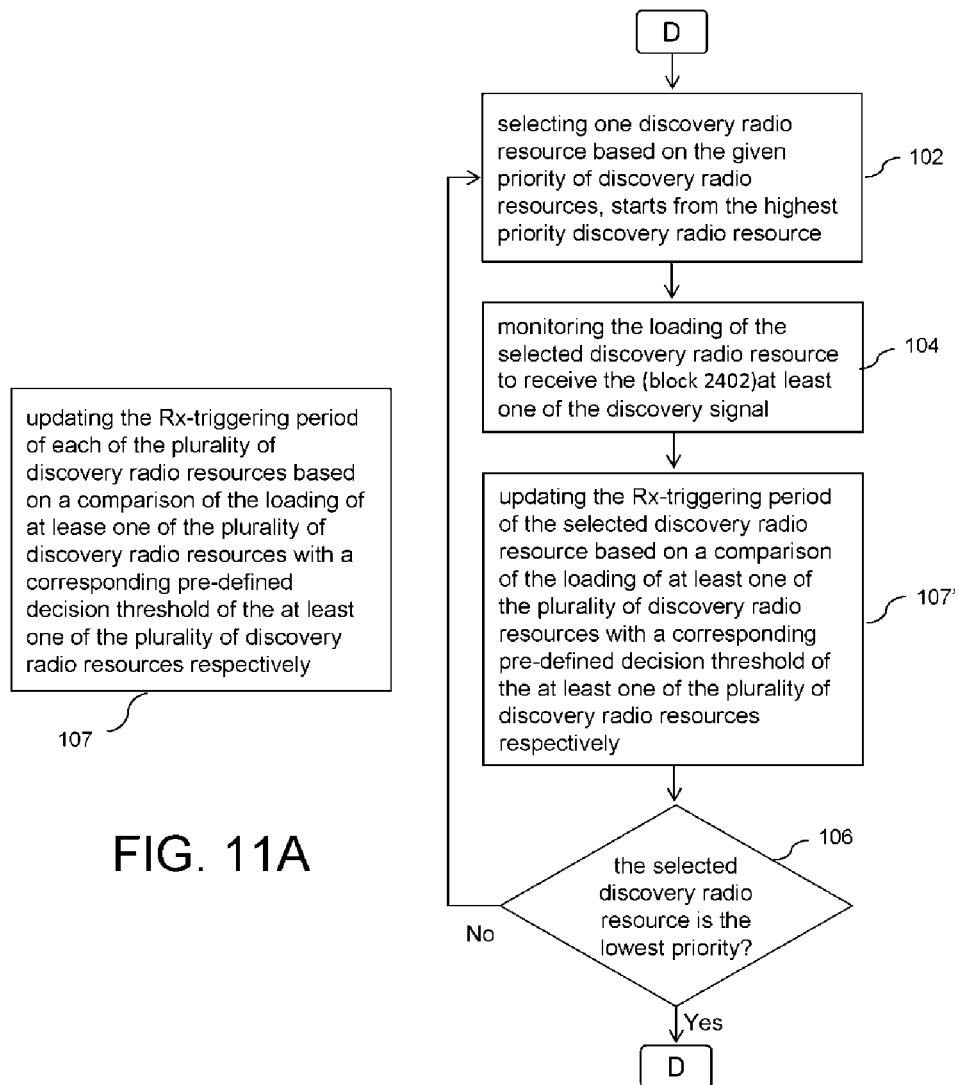 D
selecting one discovery radio
resource based on the given
priority of discovery radio
resources, starts from the highest
priority discovery radio resource
102
monitoring the loading of the
selected discovery radio resource
to receive the (block 2402)at least
one of the discovery signal
104
updating the Rx-triggering period
of each of the plurality of
discovery radio resources based
on a comparison of the loading of
at lease one of the plurality of
discovery radio resources with a
corresponding pre-defined
decision threshold of the at least
one of the plurality of discovery
radio resources respectively
107
updating the Rx-triggering period
of the selected discovery radio
resource based on a comparison
of the loading of at least one of
the plurality of discovery radio
resources with a corresponding
pre-defined decision threshold of
the at least one of the plurality of
discovery radio resources
respectively
107'
FIG. 11A
106
the selected
discovery radio
resource is the
lowest priority?
No
Yes
D